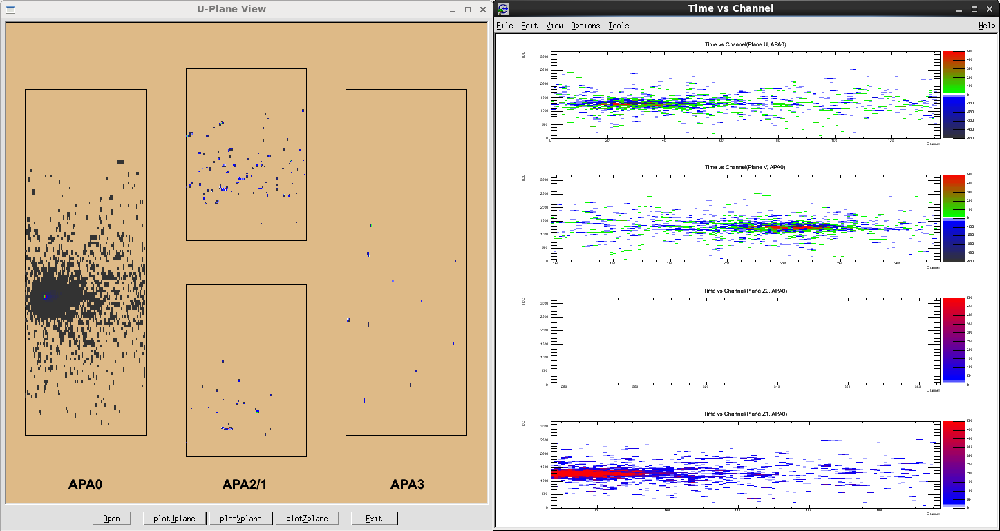 U-Plane View
APA0
APA2/1
APA3
Open
plotUplane
plotVplane
plotZplane
Exit
Time vs Channel
File Edit View Options Tools Help
Time vs Channel(Plane U, APA0)
TDC
3000
2500
2000
1500
1000
500
0
0 20 40 60 80 100 120
Channel
500
400
300
200
100
0
-100
-200
-300
-400
-500
Time vs Channel(Plane V, APA0)
TDC
3000
2500
2000
1500
1000
500
0
140 160 180 200 220 240 260
Channel
500
400
300
200
100
0
-100
-200
-300
-400
-500
Time vs Channel(Plane Z0, APA0)
TDC
3000
2500
2000
1500
1000
500
0
280 300 320 340 360 380
Channel
500
450
400
350
300
250
200
150
100
50
0
Time vs Channel(Plane Z1, APA0)
TDC
3000
2500
2000
1500
1000
500
0
400 420 440 460 480
Channel
500
450
400
350
300
250
200
150
100
50
0